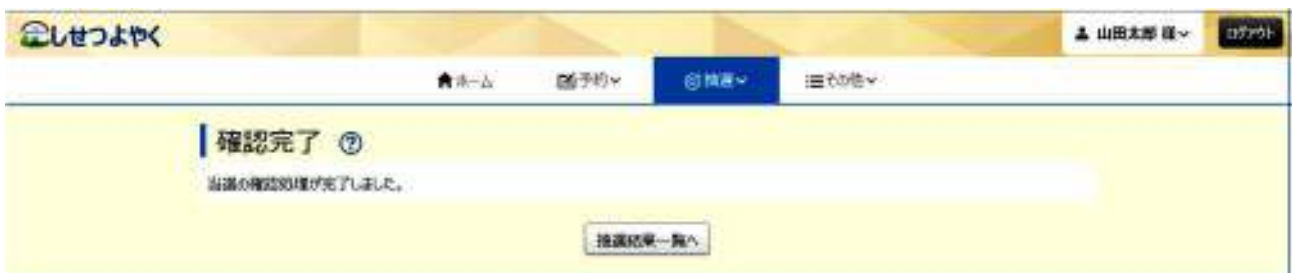 しせつよやく
山田太郎 様
ログアウト
ホーム
予約
抽選
その他
確認完了 ?
当選の確認処理が完了しました。
抽選結果一覧へ